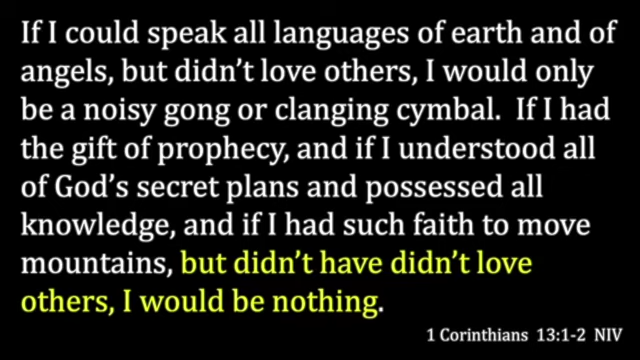 If I could speak all languages of earth and of
angels, but didn’t love others, I would only
be a noisy gong or clanging cymbal.  If I had
the gift of prophecy, and if I understood all
of God’s secret plans and possessed all
knowledge, and if I had such faith to move
mountains, but didn’t have didn’t love
others, I would be nothing.
1 Corinthians  13:1-2  NIV